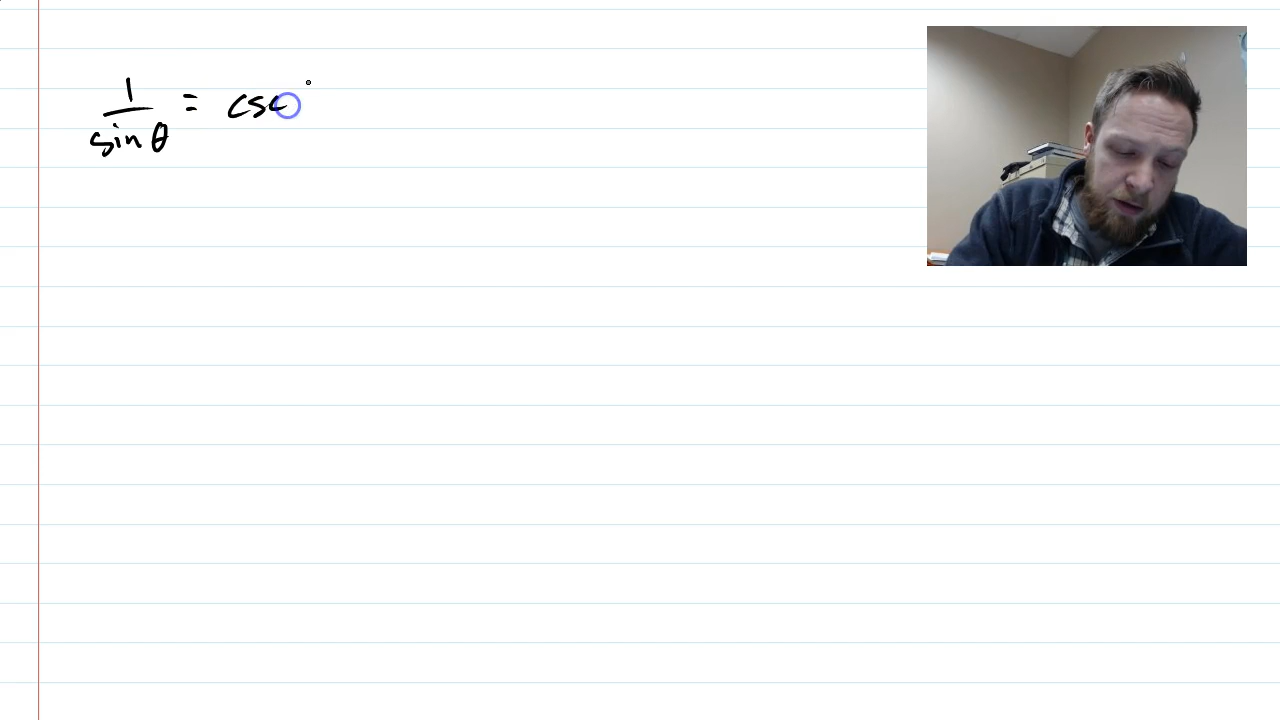 1/sin θ = csc